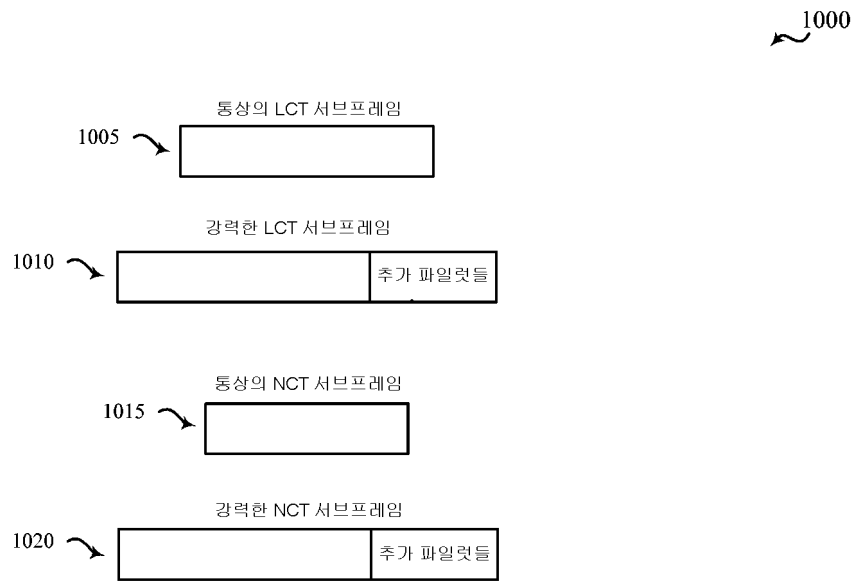 1000
통상의 LCT 서브프레임
1005
강력한 LCT 서브프레임
1010
추가 파일럿들
통상의 NCT 서브프레임
1015
강력한 NCT 서브프레임
1020
추가 파일럿들